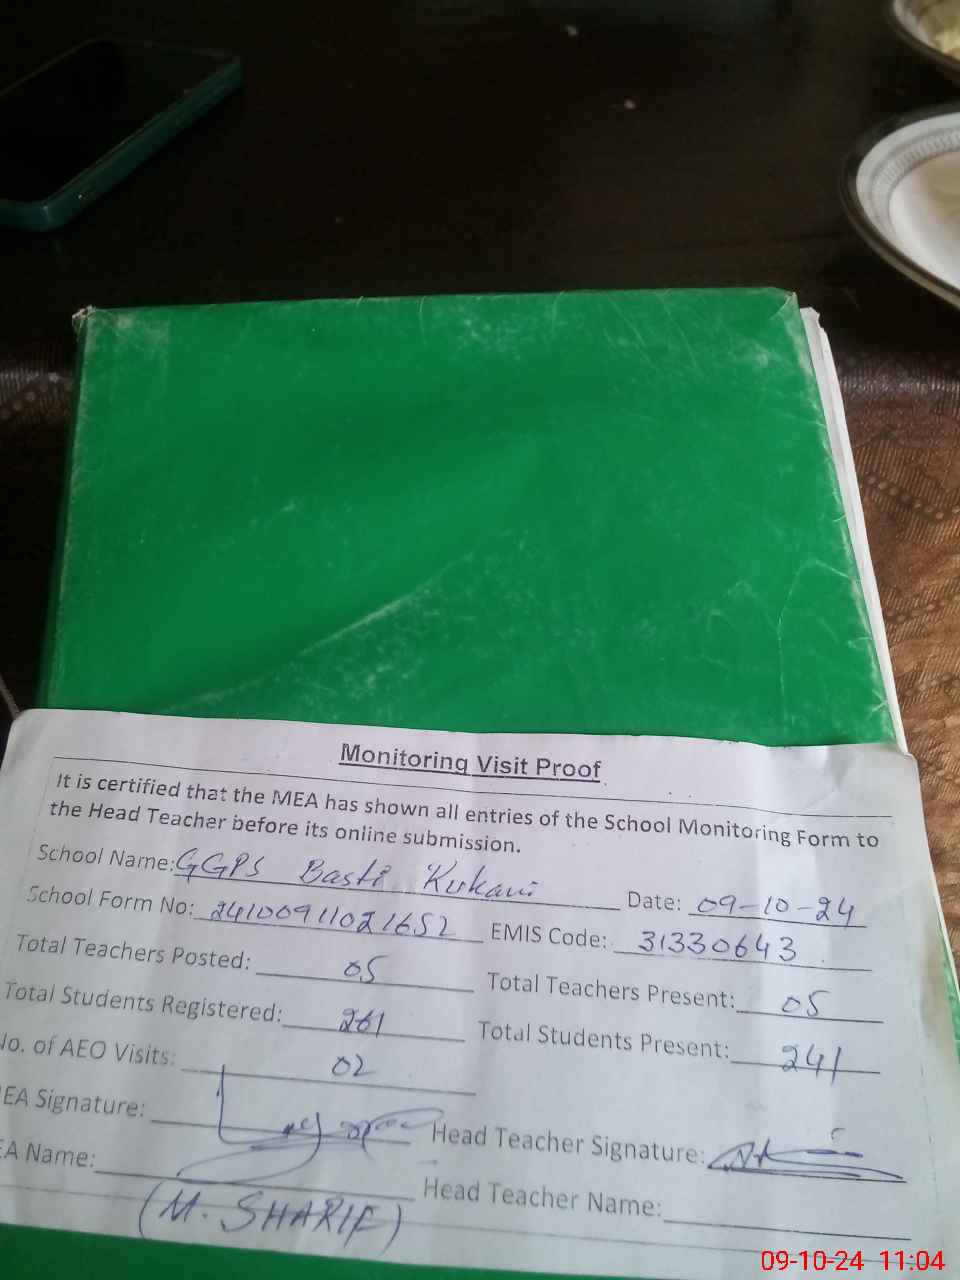 Monitoring Visit Proof
It is certified that the MEA has shown all entries of the School Monitoring Form to
the Head Teacher before its online submission.
School Name: GGPS Basti Kukani Date: 09-10-24
School Form No: 24100911021652 EMIS Code: 31330643
Total Teachers Posted: 05 Total Teachers Present: 05
Total Students Registered: 261 Total Students Present: 241
No. of AEO Visits: 02
EA Signature: Head Teacher Signature:
EA Name: Head Teacher Name:
(M. SHARIF)
09-10-24 11:04